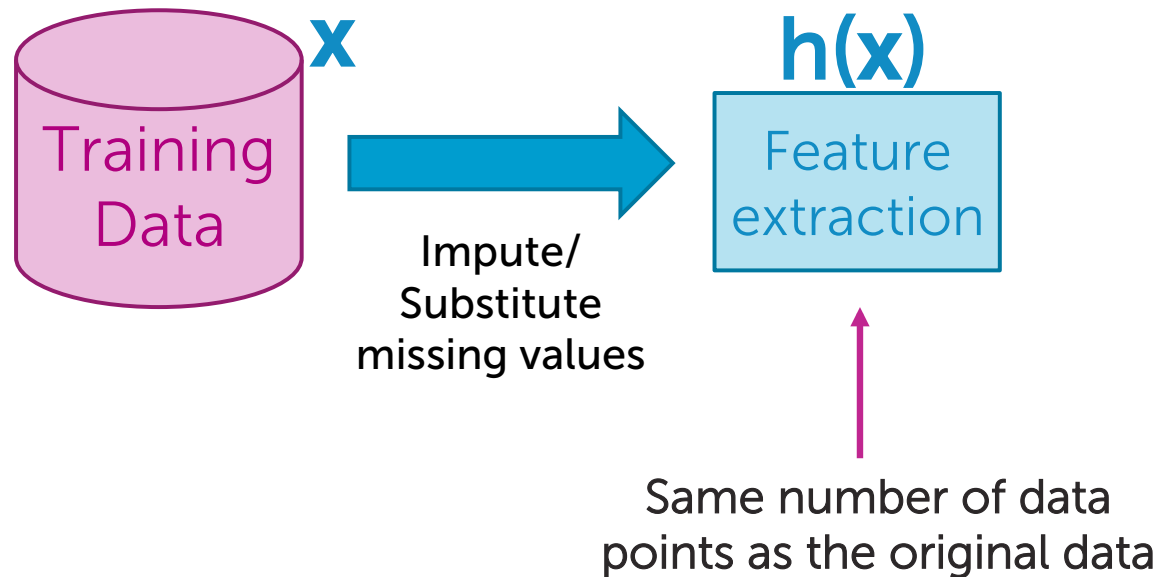 x
Training
Data
Impute/
Substitute
missing values
h(x)
Feature
extraction
Same number of data
points as the original data